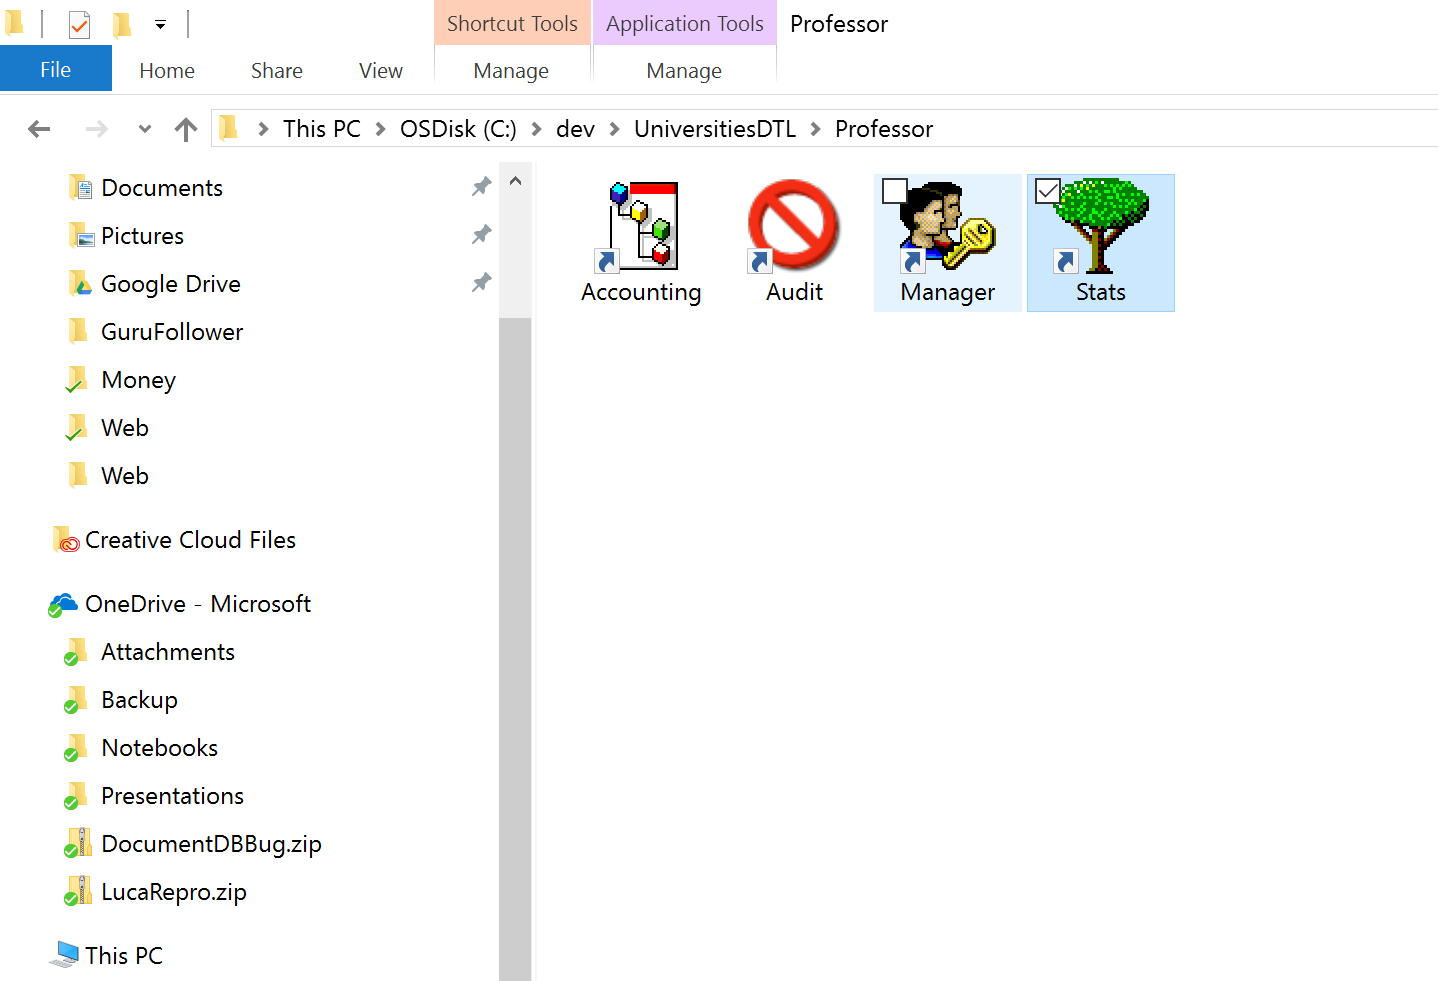 Shortcut Tools
Application Tools
Professor
File
Home
Share
View
Manage
Manage
This PC
OSDisk (C:)
dev
UniversitiesDTL
Professor
Documents
Pictures
Google Drive
GuruFollower
Money
Web
Web
Creative Cloud Files
OneDrive - Microsoft
Attachments
Backup
Notebooks
Presentations
DocumentDBBug.zip
LucaRepro.zip
This PC
Accounting
Audit
Manager
Stats